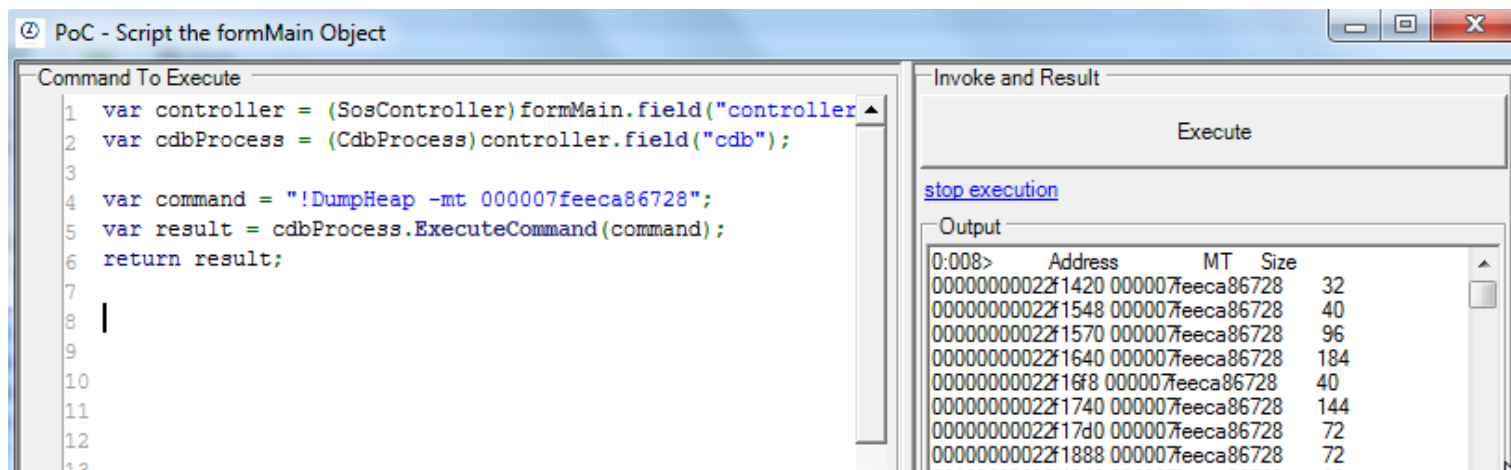 PoC - Script the formMain Object
Command To Execute
1 var controller = (SosController)formMain.field("controller
2 var cdbProcess = (CdbProcess)controller.field("cdb");
3
4 var command = "!DumpHeap -mt 000007feeca86728";
5 var result = cdbProcess.ExecuteCommand(command);
6 return result;
7
8
9
10
11
12
13
Invoke and Result
Execute
stop execution
Output
0:008> Address MT Size
00000000022f1420 000007feeca86728 32
00000000022f1548 000007feeca86728 40
00000000022f1570 000007feeca86728 96
00000000022f1640 000007feeca86728 184
00000000022f16f8 000007feeca86728 40
00000000022f1740 000007feeca86728 144
00000000022f17d0 000007feeca86728 72
00000000022f1888 000007feeca86728 72